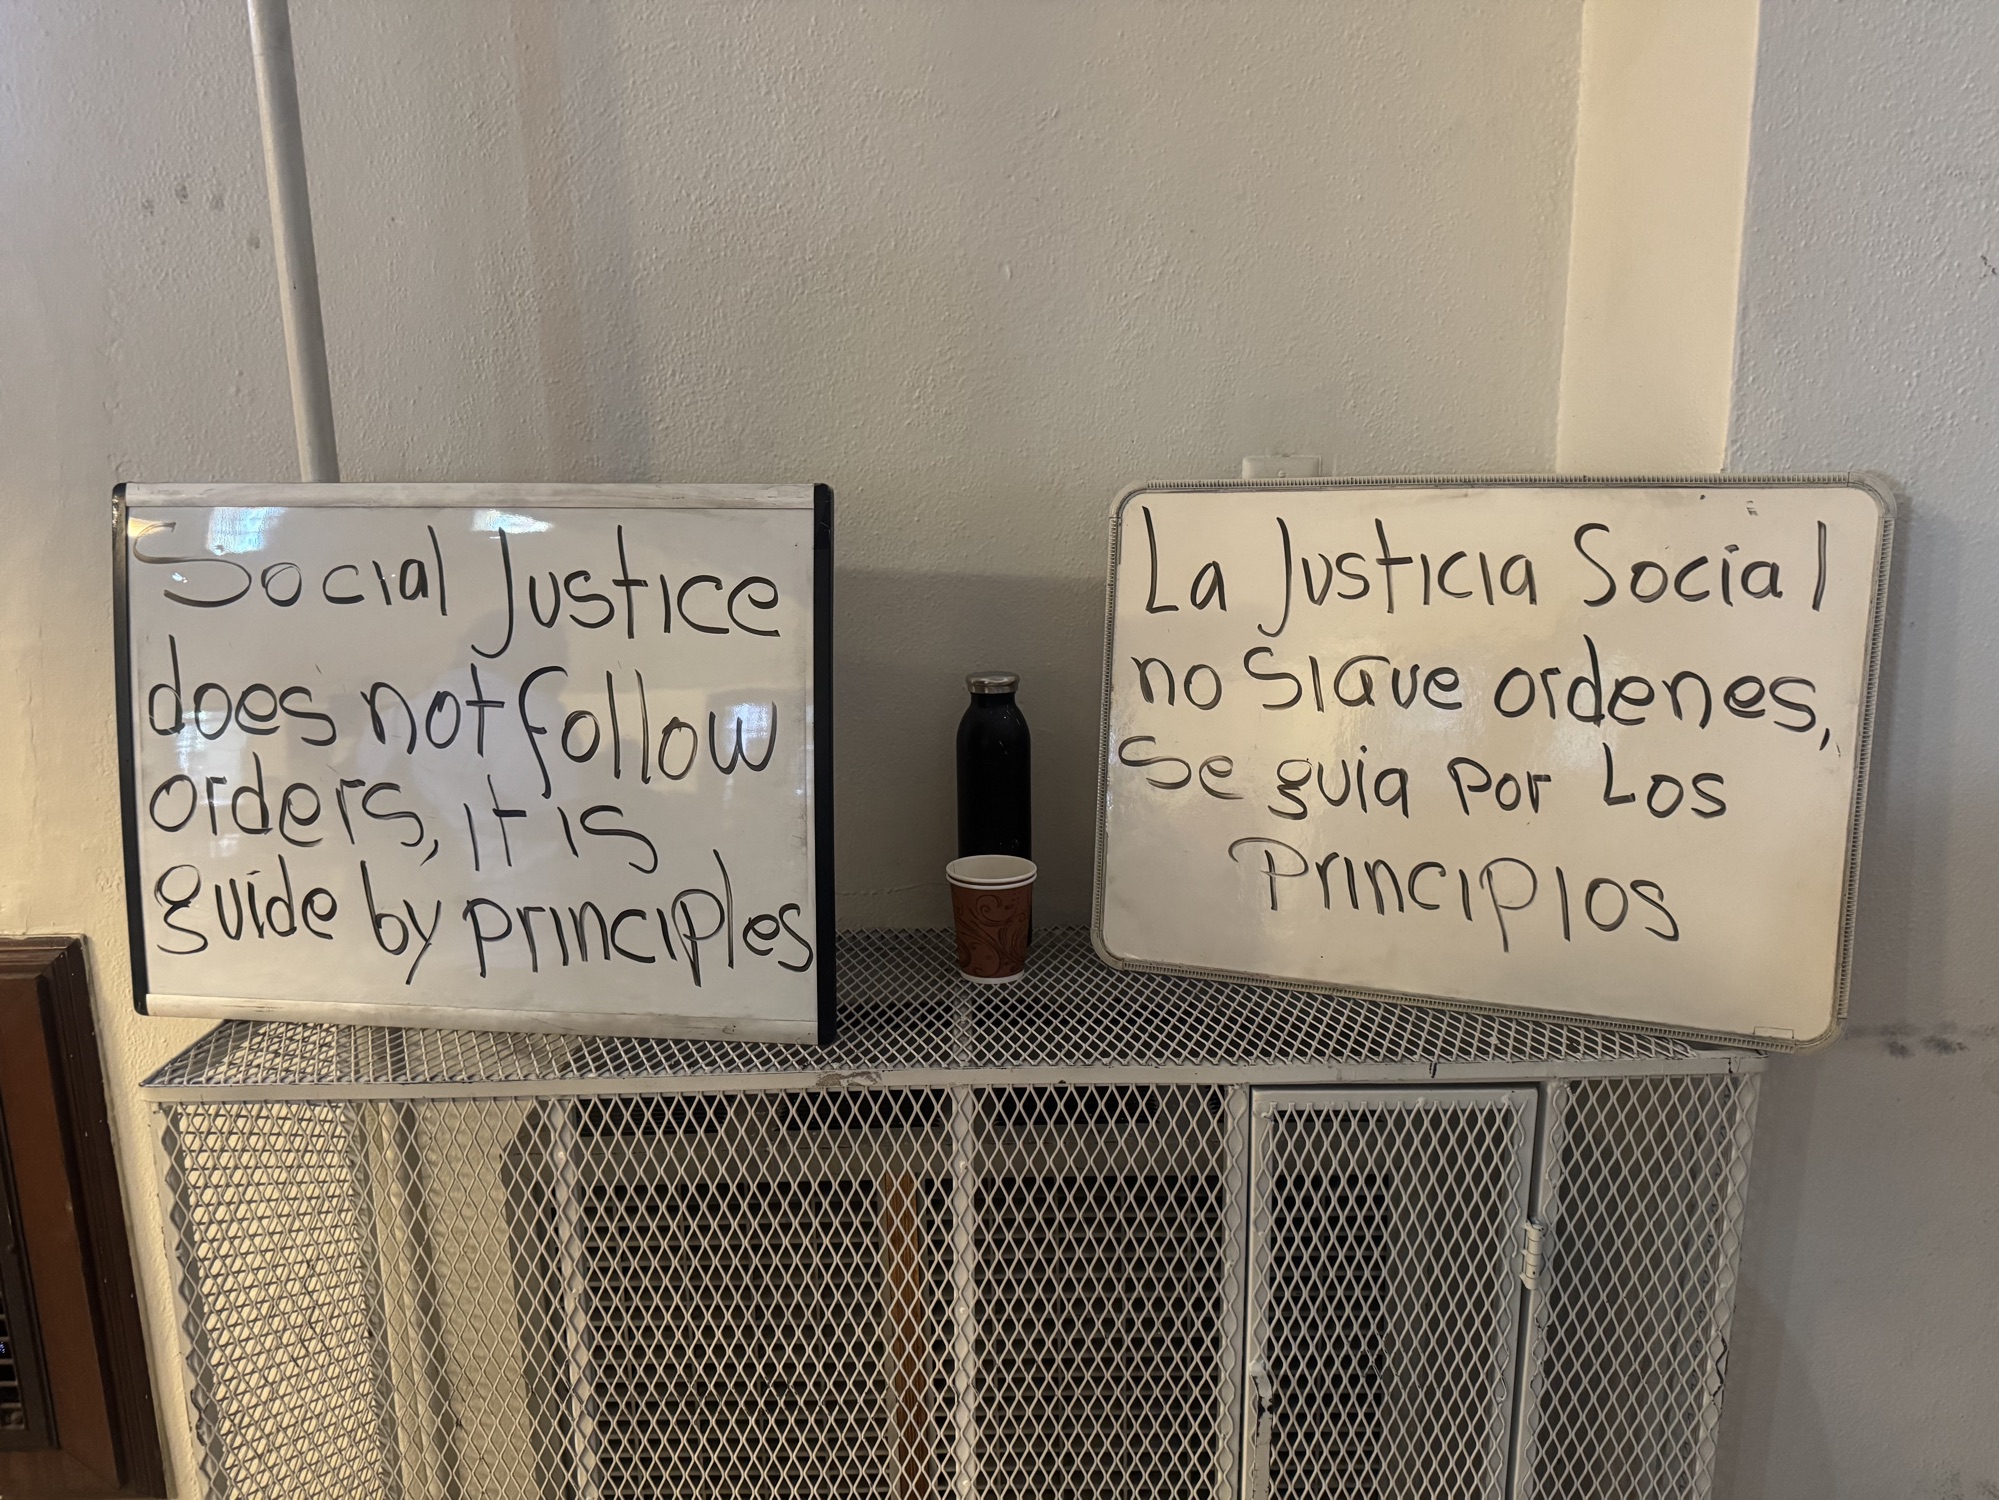 Social Justice
does not follow
orders, it is
guide by principles
La Justicia Social
no Slave ordenes,
Se guia por Los
Principios